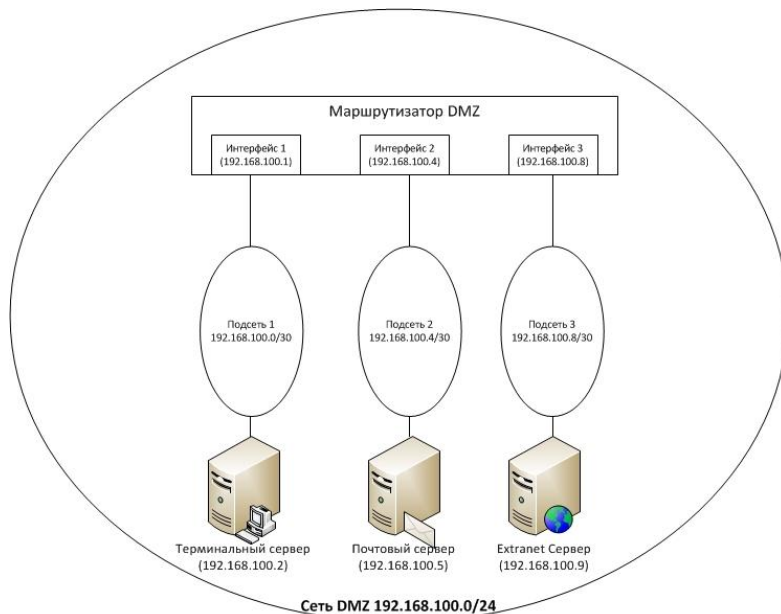 Маршрутизатор DMZ
Интерфейс 1
(192.168.100.1)
Интерфейс 2
(192.168.100.4)
Интерфейс 3
(192.168.100.8)
Подсеть 1
192.168.100.0/30
Подсеть 2
192.168.100.4/30
Подсеть 3
192.168.100.8/30
Терминальный сервер
(192.168.100.2)
Почтовый сервер
(192.168.100.5)
Extranet Сервер
(192.168.100.9)
Сеть DMZ 192.168.100.0/24